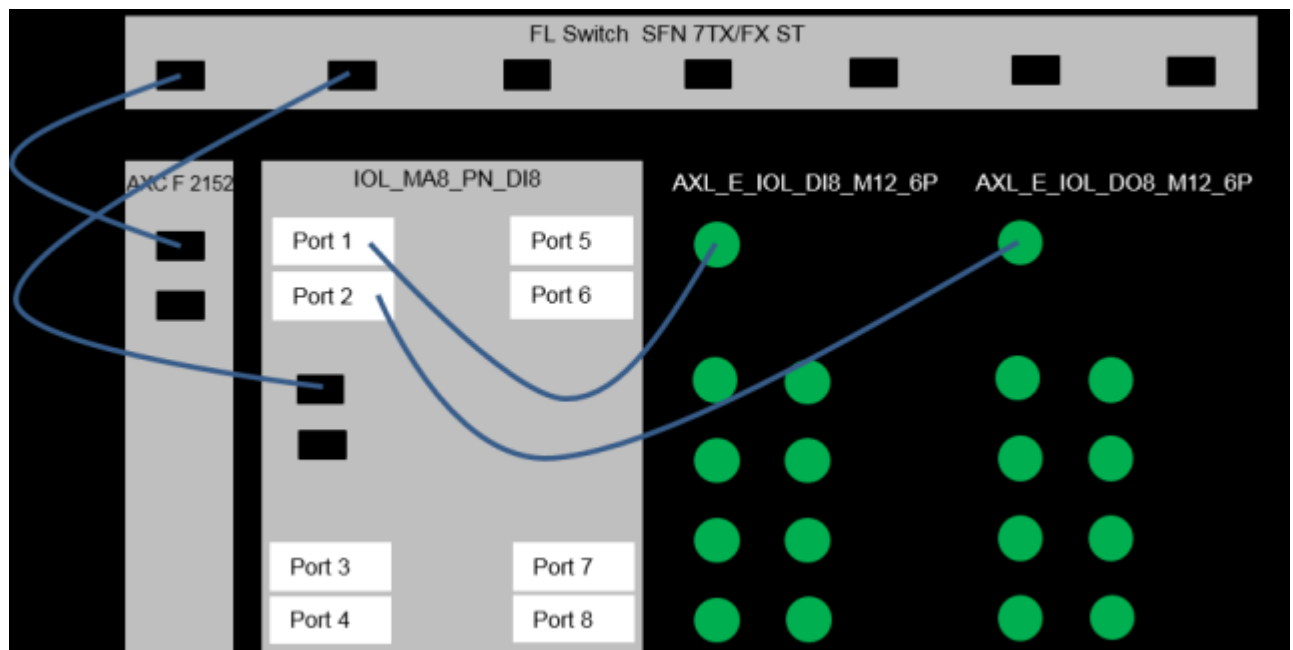 FL Switch SFN 7TX/FX ST
AXC F 2152
IOL_MA8_PN_DI8
AXL_E_IOL_DI8_M12_6P
AXL_E_IOL_DO8_M12_6P
Port 1
Port 5
Port 2
Port 6
Port 3
Port 7
Port 4
Port 8